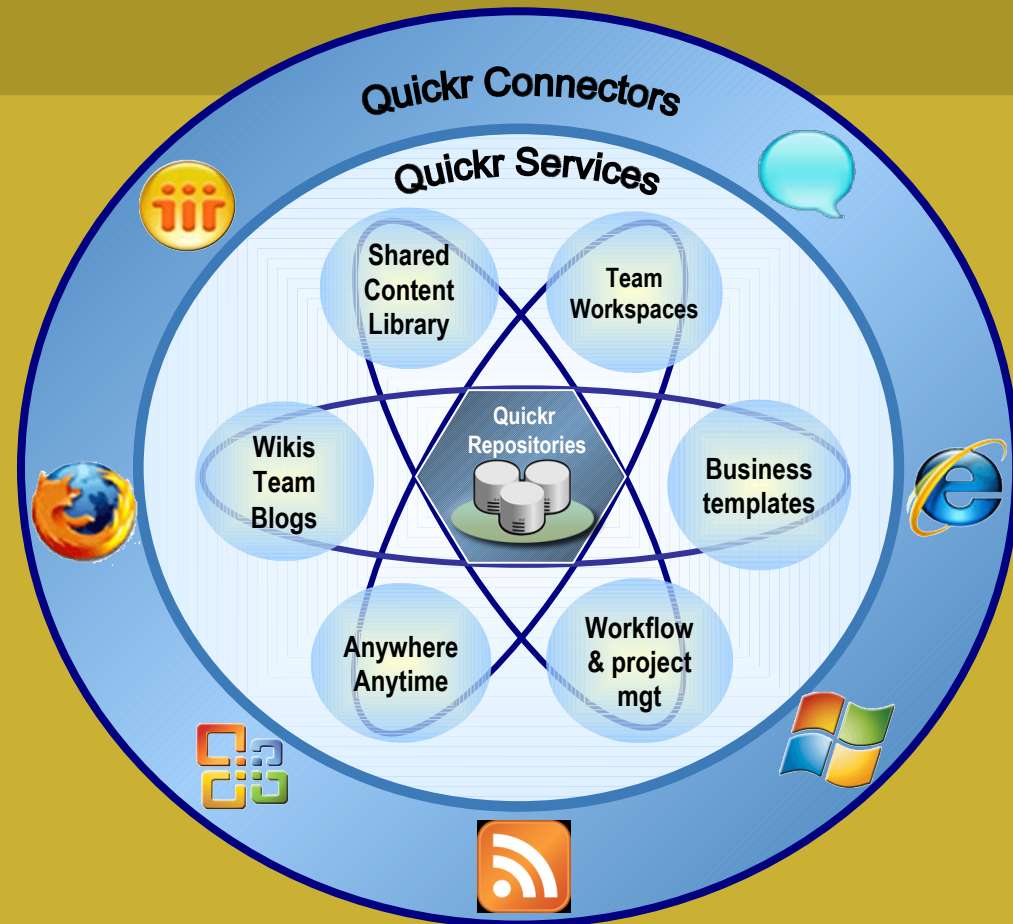 Quickr Connectors
Quickr Services
Shared
Content
Library
Team
Workspaces
Quickr
Repositories
Wikis
Team
Blogs
Business
templates
Anywhere
Anytime
Workflow
& project
mgt